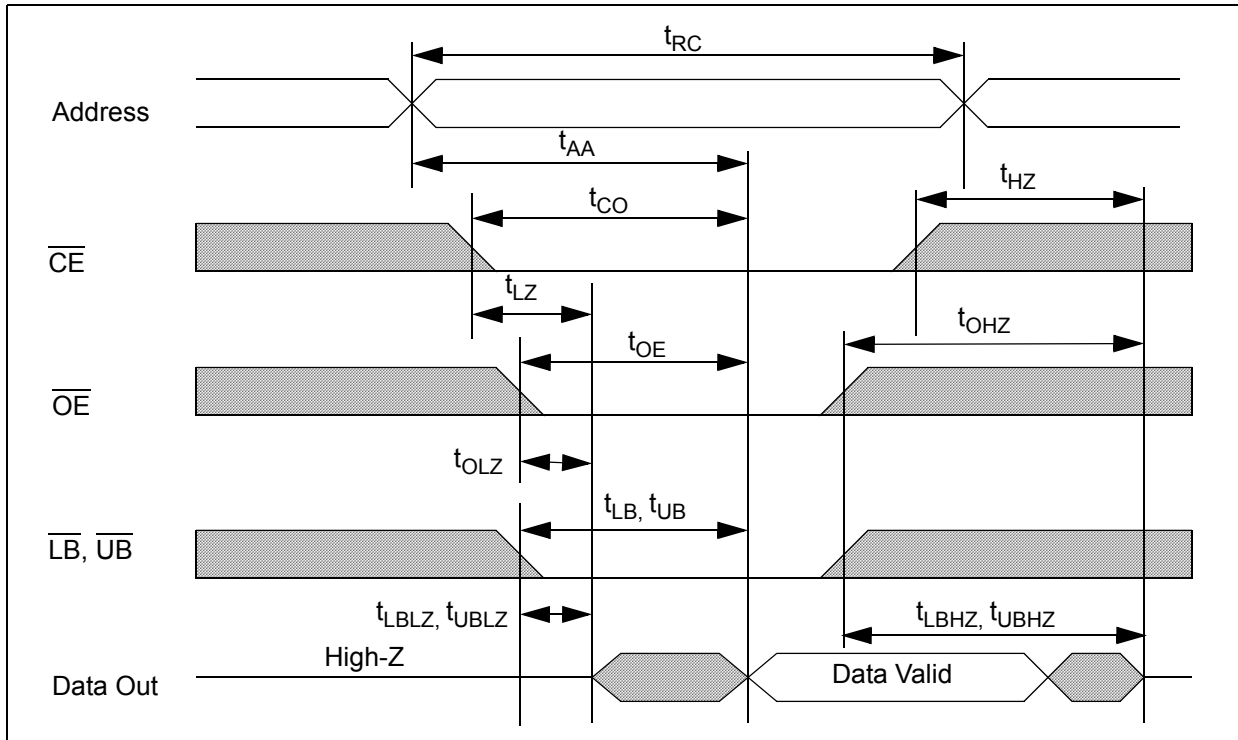 tRC
Address
tAA
tHZ
tCO
CE
tLZ
tOHZ
tOE
OE
tOLZ
tLB, tUB
LB, UB
tLBLZ, tUBLZ
tLBHZ, tUBHZ
High-Z
Data Valid
Data Out